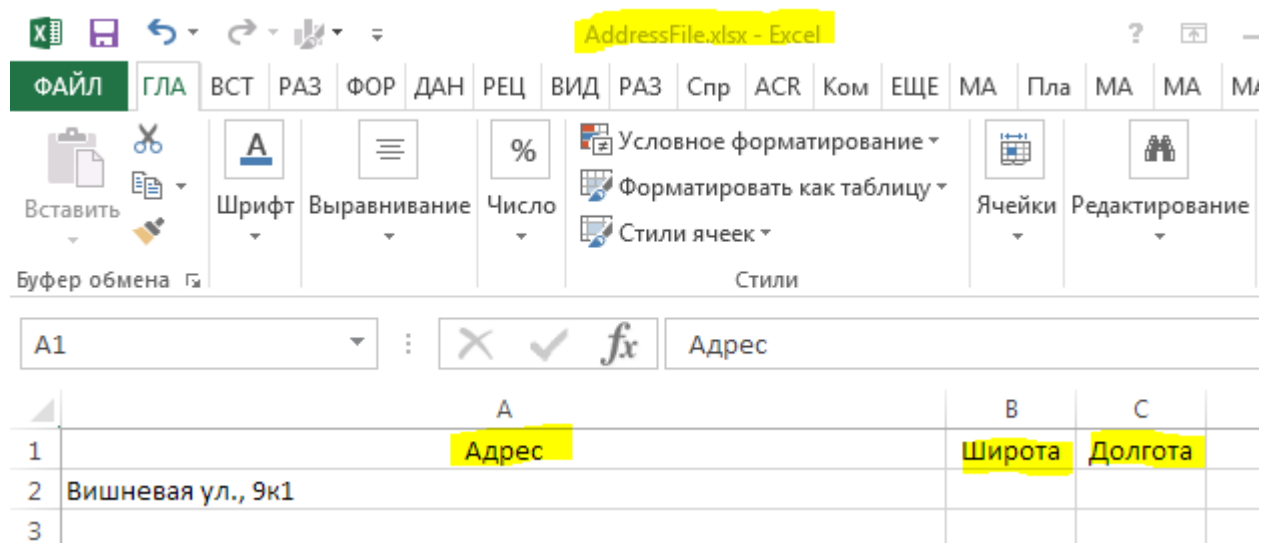 AddressFile.xlsx - Excel
ФАЙЛ ГЛА ВСТ РАЗ ФОР ДАН РЕЦ ВИД РАЗ Спр ACR Ком ЕЩЕ МА Пла МА МА МА
Условное форматирование
Форматировать как таблицу
Стили ячеек
Вставить Шрифт Выравнивание Число Ячейки Редактирование
Буфер обмена Стили
A1 fx Адрес
A B C
1 Адрес Широта Долгота
2 Вишневая ул., 9к1
3